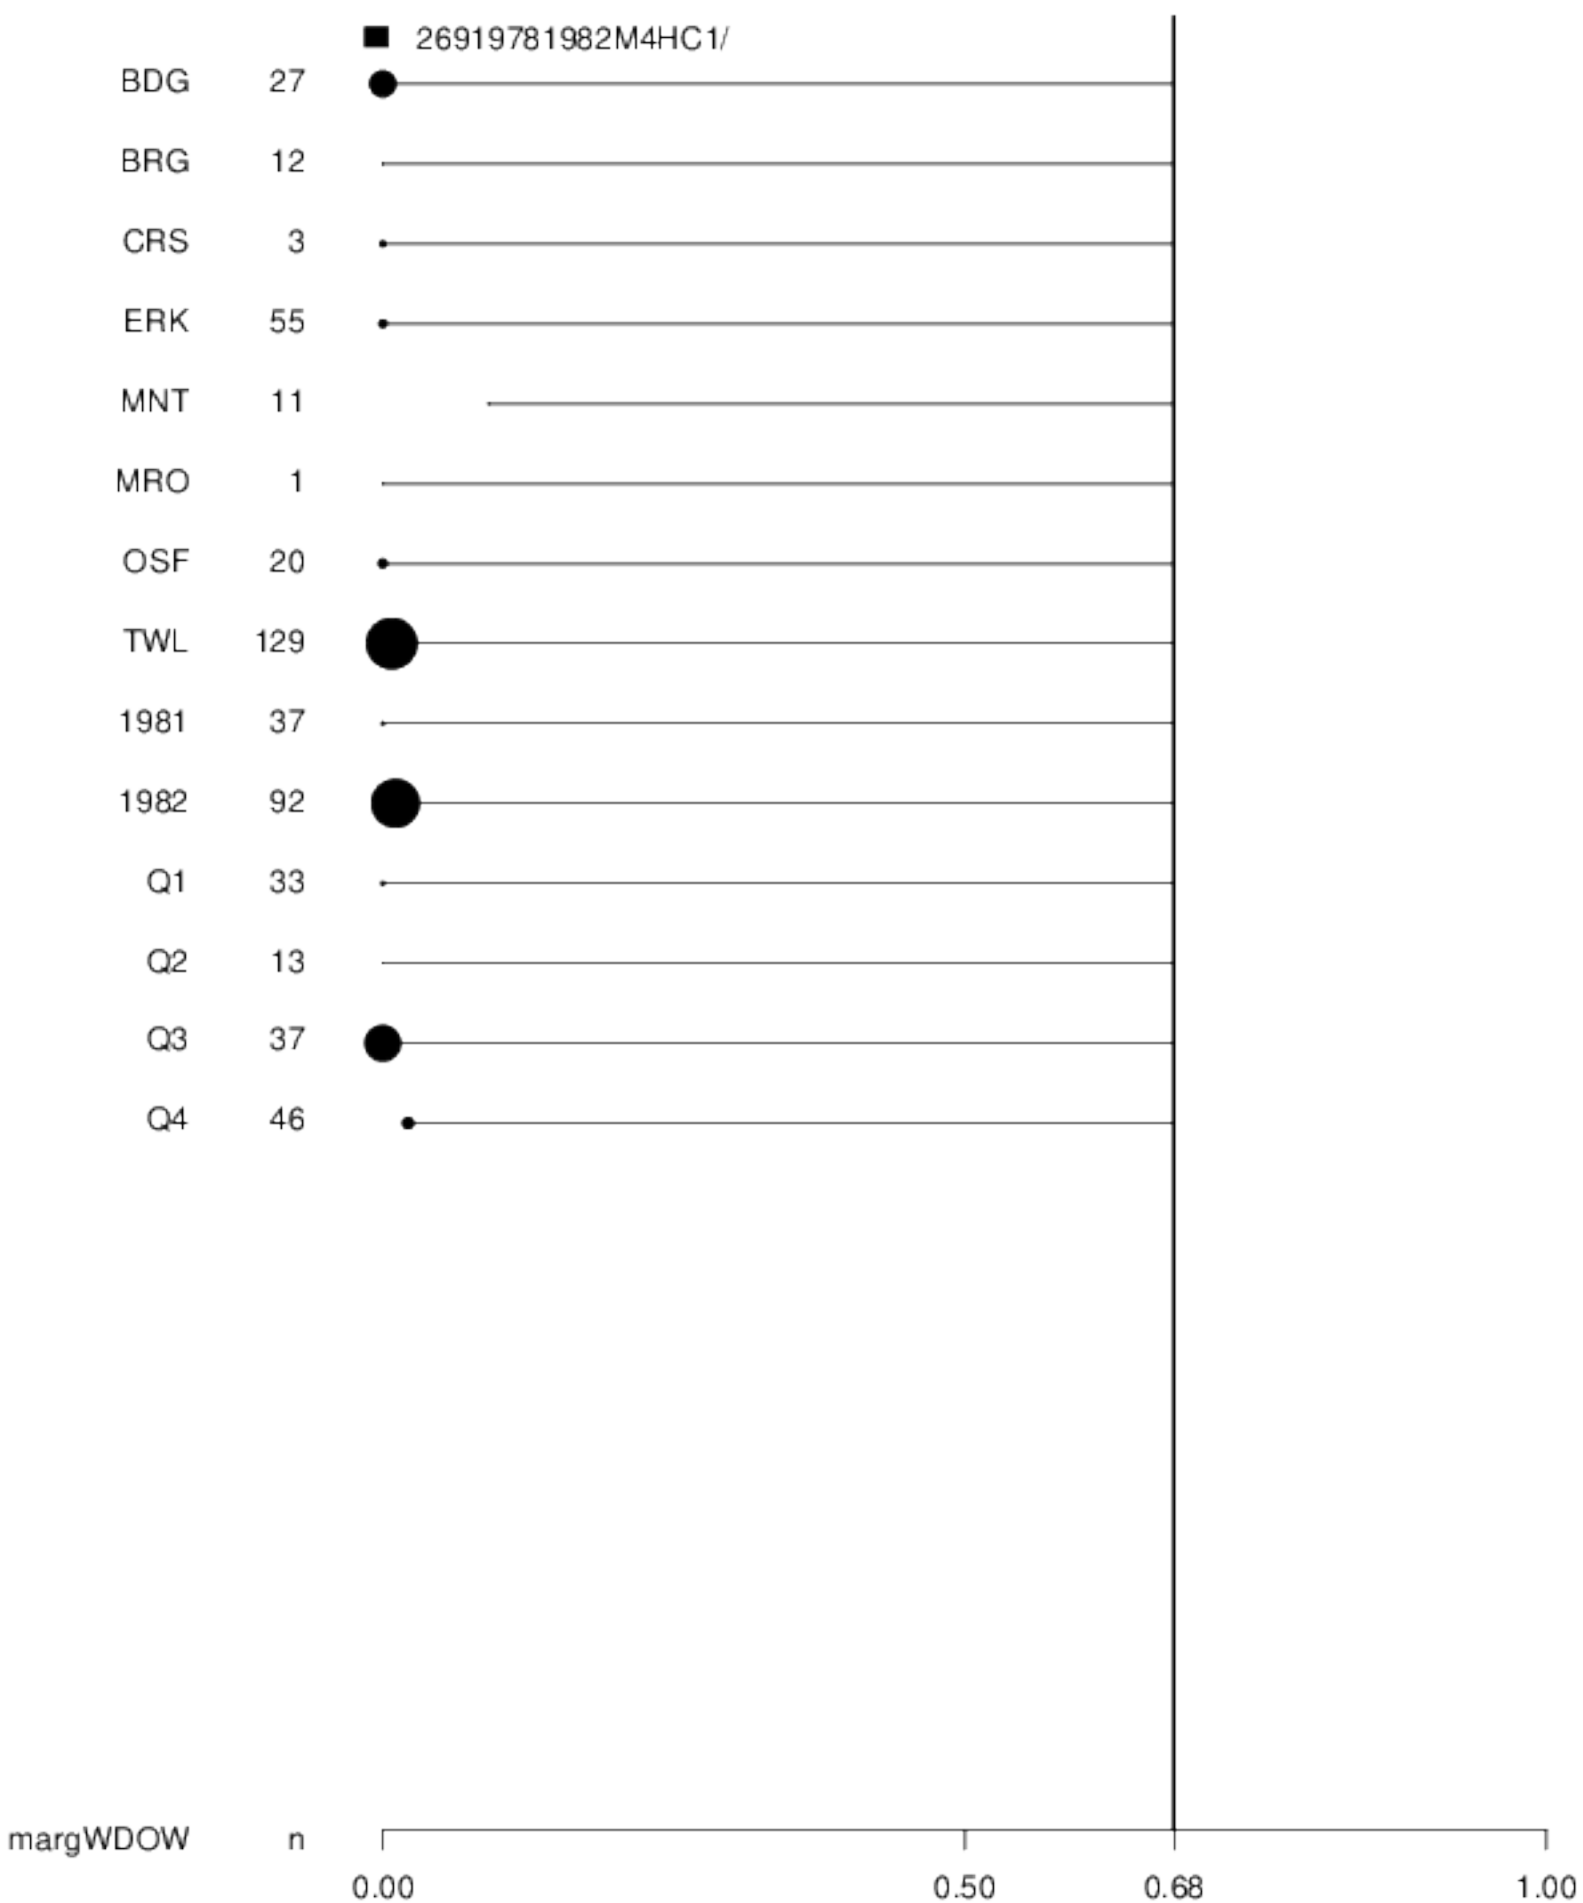 26919781982M4HC1/
BDG 27
BRG 12
CRS 3
ERK 55
MNT 11
MRO 1
OSF 20
TWL 129
1981 37
1982 92
Q1 33
Q2 13
Q3 37
Q4 46
margWDOW n
0.00 0.50 0.68 1.00